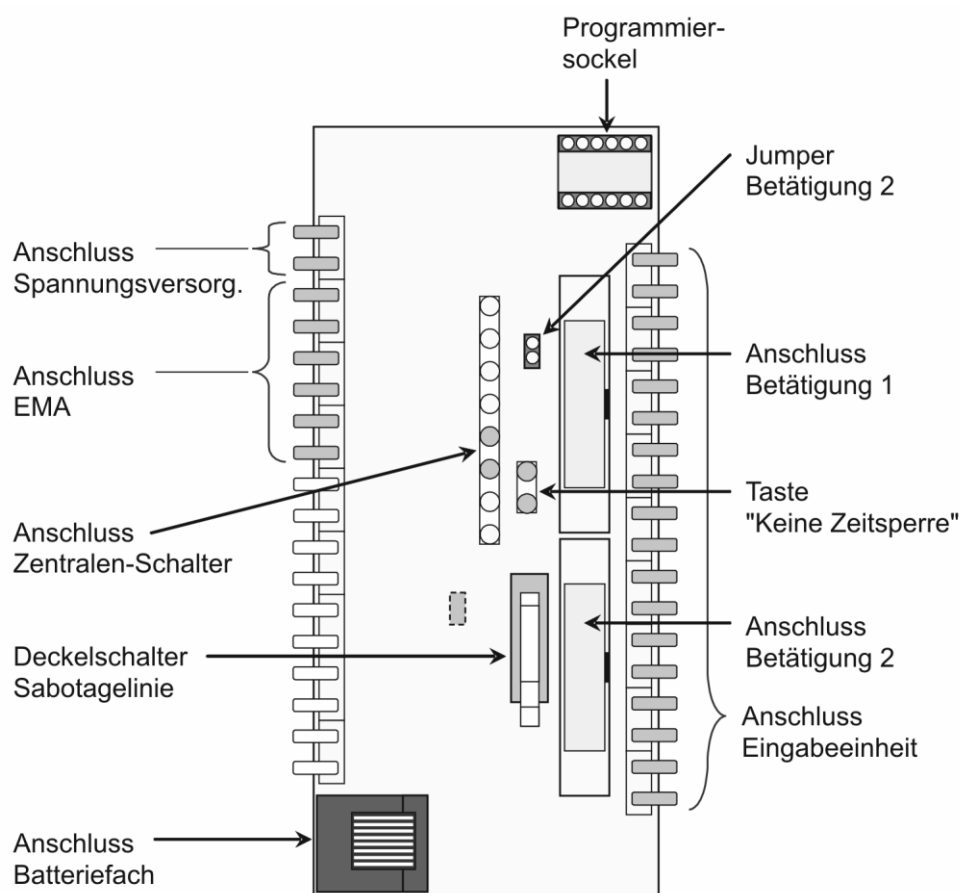 Programmier-
sockel
Jumper
Betätigung 2
Anschluss
Spannungsversorg.
Anschluss
EMA
Anschluss
Betätigung 1
Taste
"Keine Zeitsperre"
Anschluss
Zentralen-Schalter
Anschluss
Betätigung 2
Deckelschalter
Sabotagelinie
Anschluss
Eingabeeinheit
Anschluss
Batteriefach